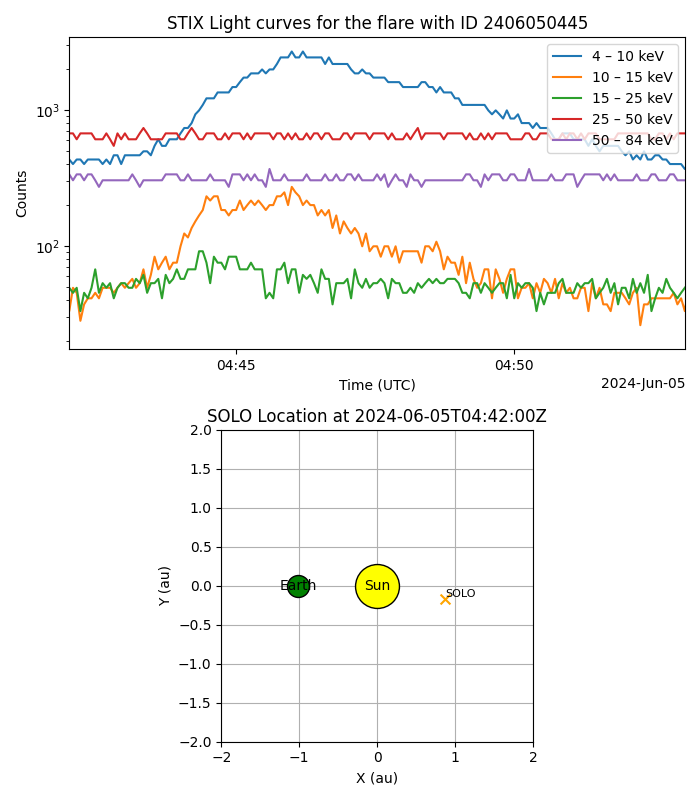 STIX Light curves for the flare with ID 2406050445
4 – 10 keV
10 – 15 keV
15 – 25 keV
25 – 50 keV
50 – 84 keV
10³
10²
Counts
04:45
04:50
Time (UTC)
2024-Jun-05
SOLO Location at 2024-06-05T04:42:00Z
2.0
1.5
1.0
0.5
0.0
−0.5
−1.0
−1.5
−2.0
Y (au)
Earth
Sun
SOLO
−2
−1
0
1
2
X (au)